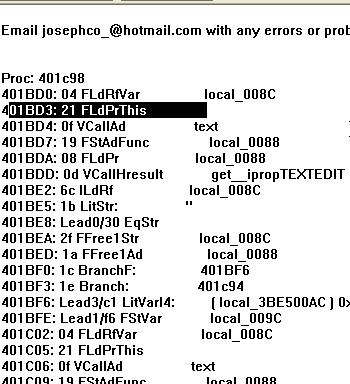 Email josephco_@hotmail.com with any errors or prob
Proc: 401c98
401BD0: 04 FLdRfVar local_008C
401BD3: 21 FLdPrThis
401BD4: 0f VCallAd text
401BD7: 19 FStAdFunc local_0088
401BDA: 08 FLdPr local_0088
401BDD: 0d VCallHresult get__ipropTEXTEDIT
401BE2: 6c ILdRf local_008C
401BE5: 1b LitStr: "
401BE8: Lead0/30 EqStr
401BEA: 2f FFree1Str local_008C
401BED: 1a FFree1Ad local_0088
401BF0: 1c BranchF: 401BF6
401BF3: 1e Branch: 401c94
401BF6: Lead3/c1 LitVarI4: ( local_3BE500AC ) 0x
401BFE: Lead1/f6 FStVar local_009C
401C02: 04 FLdRfVar local_008C
401C05: 21 FLdPrThis
401C06: 0f VCallAd text
401C09: 19 FStAdFunc local_0088